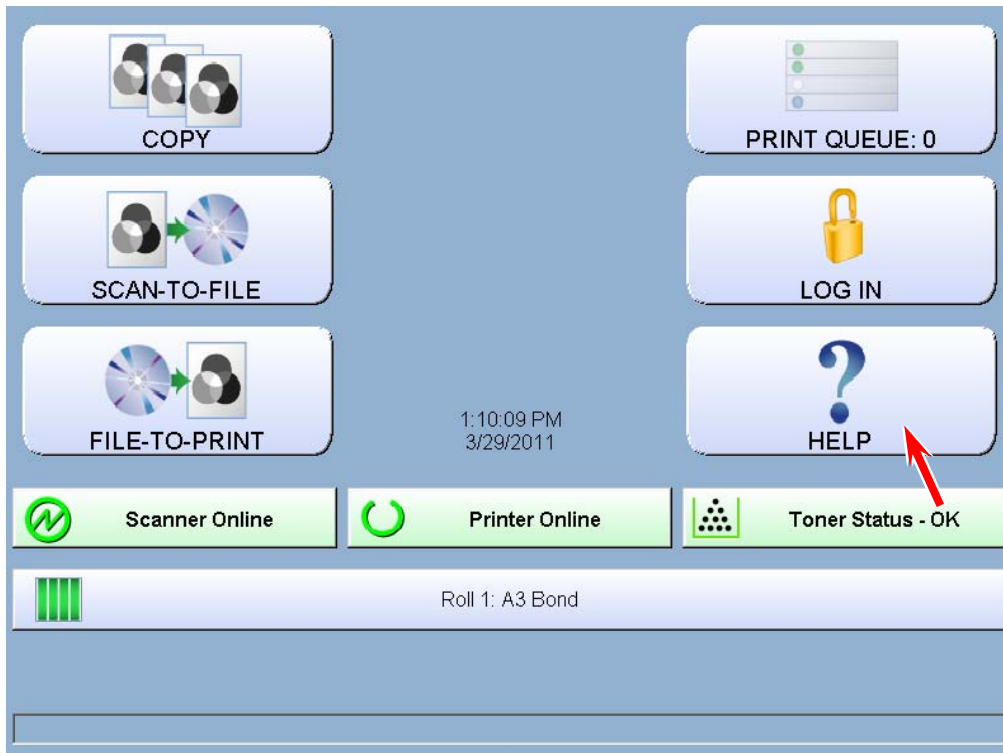 COPY
PRINT QUEUE: 0
SCAN-TO-FILE
LOG IN
FILE-TO-PRINT
1:10:09 PM
3/29/2011
HELP
Scanner Online
Printer Online
Toner Status - OK
Roll 1: A3 Bond